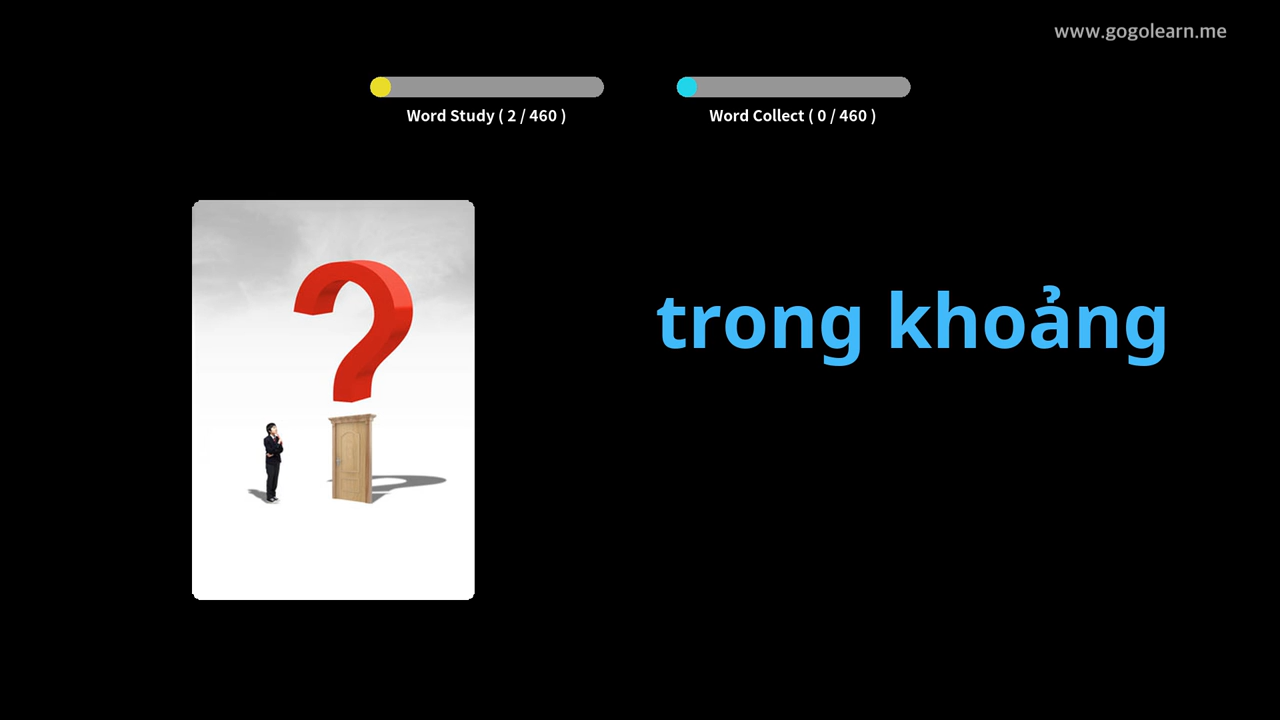 www.gogolearn.me
Word Study ( 2 / 460 )
Word Collect ( 0 / 460 )
?
trong khoảng